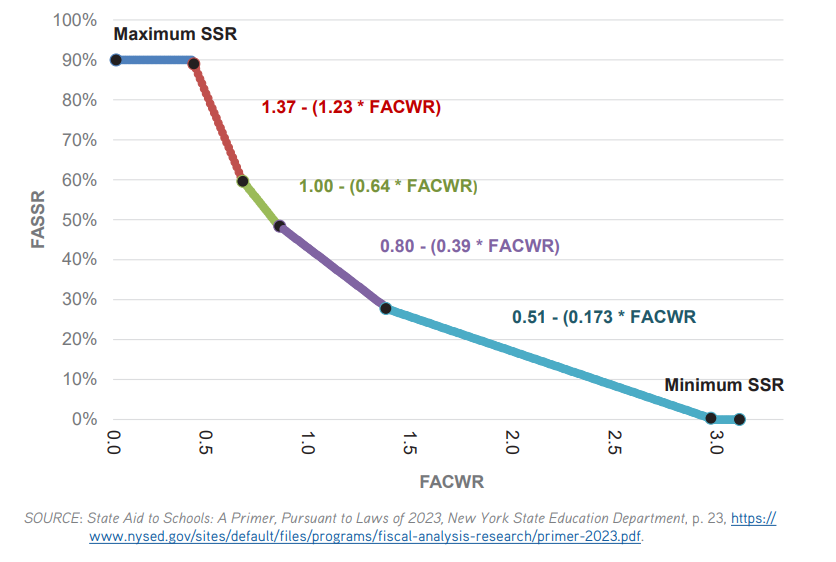 100%
Maximum SSR
90%
80%
1.37 - (1.23 * FACWR)
70%
60%
1.00 - (0.64 * FACWR)
50%
FASSR
0.80 - (0.39 * FACWR)
40%
30%
0.51 - (0.173 * FACWR
20%
10%
Minimum SSR
0%
0.0
0.5
1.0
1.5
2.0
2.5
3.0
FACWR
SOURCE: State Aid to Schools: A Primer, Pursuant to Laws of 2023, New York State Education Department, p. 23, https://
www.nysed.gov/sites/default/files/programs/fiscal-analysis-research/primer-2023.pdf.